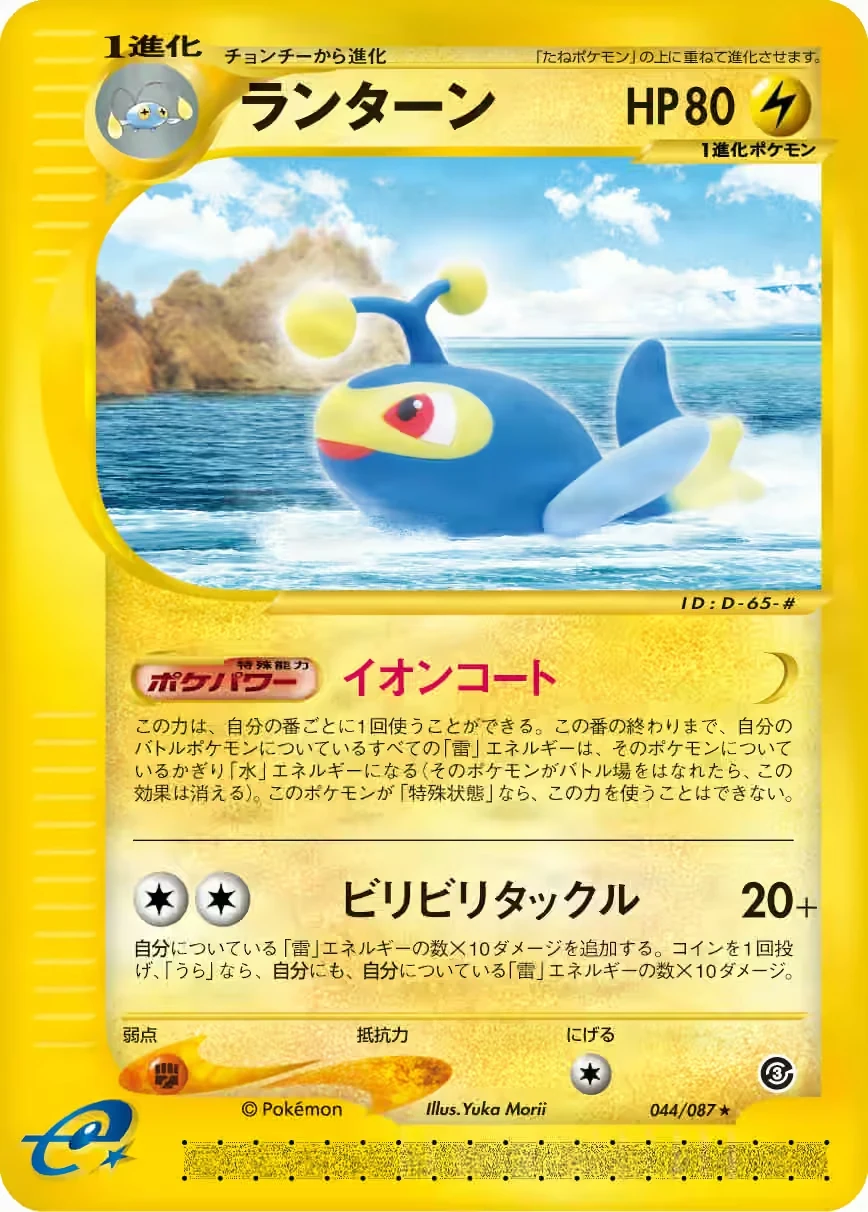 1進化
チョンチーから進化
「たねポケモン」の上に重ねて進化させます。
ランターン
HP80
1進化ポケモン
ID:D-65-#
特殊能力
ポケパワー
イオンコート
この力は、自分の番ごとに1回使うことができる。この番の終わりまで、自分の
バトルポケモンについているすべての「雷」エネルギーは、そのポケモンについて
いるかぎり「水」エネルギーになる(そのポケモンがバトル場をはなれたら、この
効果は消える)。このポケモンが「特殊状態」なら、この力を使うことはできない。
ビリビリタックル
20+
自分についている「雷」エネルギーの数×10ダメージを追加する。コインを1回投
げ、「うら」なら、自分にも、自分についている「雷」エネルギーの数×10ダメージ。
弱点
抵抗力
にげる
3
© Pokémon
Illus.Yuka Morii
044/087★
e